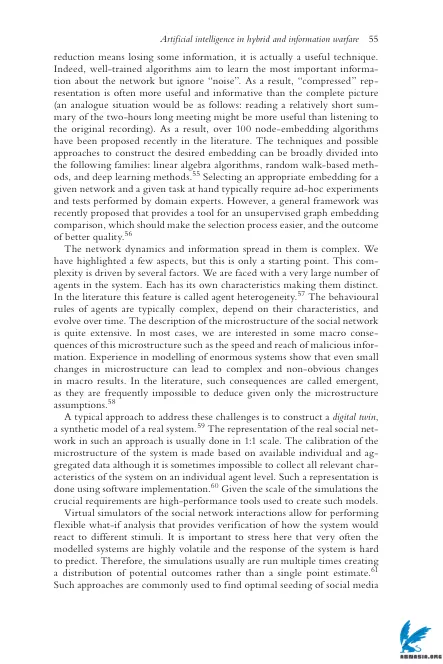 Artificial intelligence in hybrid and information warfare 55
reduction means losing some information, it is actually a useful technique.
Indeed, well-trained algorithms aim to learn the most important informa-
tion about the network but ignore “noise”. As a result, “compressed” rep-
resentation is often more useful and informative than the complete picture
(an analogue situation would be as follows: reading a relatively short sum-
mary of the two-hours long meeting might be more useful than listening to
the original recording). As a result, over 100 node-embedding algorithms
have been proposed recently in the literature. The techniques and possible
approaches to construct the desired embedding can be broadly divided into
the following families: linear algebra algorithms, random walk-based meth-
ods, and deep learning methods.55 Selecting an appropriate embedding for a
given network and a given task at hand typically require ad-hoc experiments
and tests performed by domain experts. However, a general framework was
recently proposed that provides a tool for an unsupervised graph embedding
comparison, which should make the selection process easier, and the outcome
of better quality.56
The network dynamics and information spread in them is complex. We
have highlighted a few aspects, but this is only a starting point. This com-
plexity is driven by several factors. We are faced with a very large number of
agents in the system. Each has its own characteristics making them distinct.
In the literature this feature is called agent heterogeneity.57 The behavioural
rules of agents are typically complex, depend on their characteristics, and
evolve over time. The description of the microstructure of the social network
is quite extensive. In most cases, we are interested in some macro conse-
quences of this microstructure such as the speed and reach of malicious infor-
mation. Experience in modelling of enormous systems show that even small
changes in microstructure can lead to complex and non-obvious changes
in macro results. In the literature, such consequences are called emergent,
as they are frequently impossible to deduce given only the microstructure
assumptions.58
A typical approach to address these challenges is to construct a digital twin,
a synthetic model of a real system.59 The representation of the real social net-
work in such an approach is usually done in 1:1 scale. The calibration of the
microstructure of the system is made based on available individual and ag-
gregated data although it is sometimes impossible to collect all relevant char-
acteristics of the system on an individual agent level. Such a representation is
done using software implementation.60 Given the scale of the simulations the
crucial requirements are high-performance tools used to create such models.
Virtual simulators of the social network interactions allow for performing
flexible what-if analysis that provides verification of how the system would
react to different stimuli. It is important to stress here that very often the
modelled systems are highly volatile and the response of the system is hard
to predict. Therefore, the simulations usually are run multiple times creating
a distribution of potential outcomes rather than a single point estimate.61
Such approaches are commonly used to find optimal seeding of social media